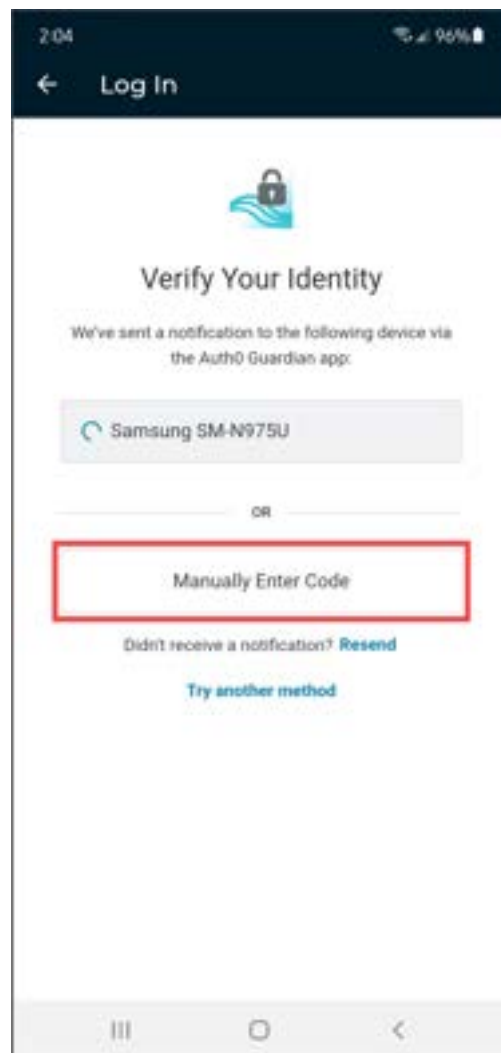 2:04
96%
Log In
Verify Your Identity
We've sent a notification to the following device via
the Auth0 Guardian app:
Samsung SM-N975U
OR
Manually Enter Code
Didn't receive a notification? Resend
Try another method